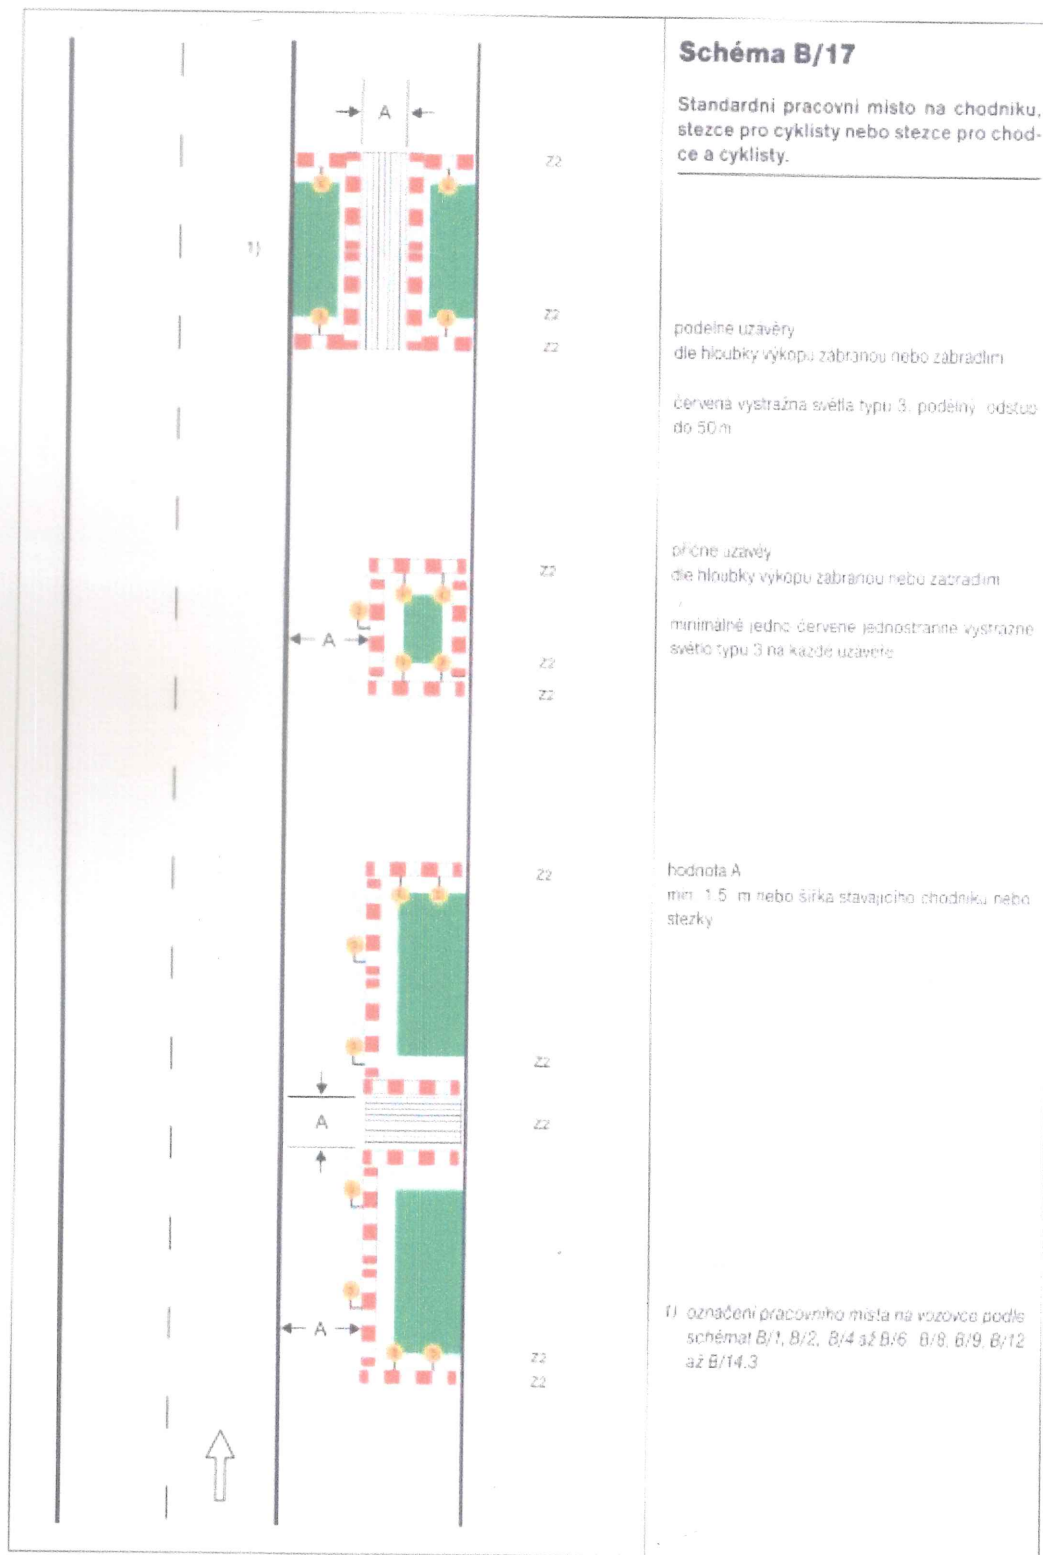 Schéma B/17
Standardní pracovní místo na chodníku,
stezce pro cyklisty nebo stezce pro chod-
ce a cyklisty.
A
Z2
1)
Z2
Z2
podélné uzávěry
dle hloubky výkopu zábranou nebo zábradlím
červená výstražná světla typu 3, podélný odstup
do 50 m
příčné uzávěy
dle hloubky výkopu zábranou nebo zábradlím
Z2
A
minimálně jedno červené jednostranné výstražné
světlo typu 3 na každé uzávěře
Z2
Z2
hodnota A
min. 1.5 m nebo šířka stávajícího chodníku nebo
stezky
Z2
Z2
A
Z2
1) označení pracovního místa na vozovce podle
schémat B/1, B/2, B/4 až B/6 B/8, B/9, B/12
až B/14.3
A
Z2
Z2